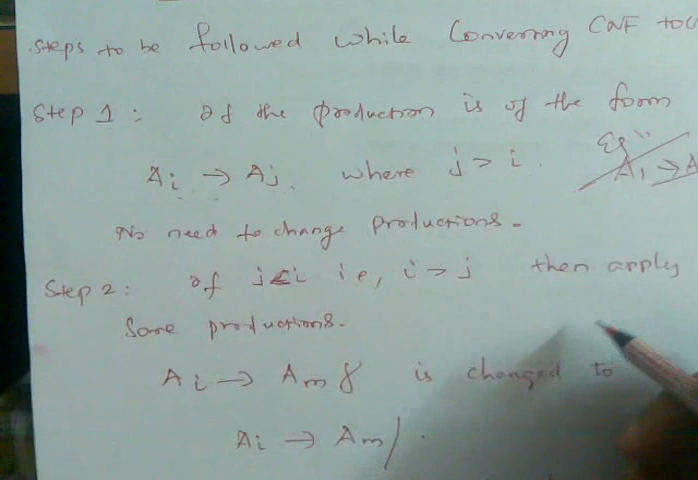 Steps to be followed while Converting CNF to
Step 1: If the production is of the form
Ai → Aj. where j > i. Eg:- A1 → A
No need to change productions.
Step 2: If j≤i ie, i > j then apply
Some productions.
Ai → Am γ is changed to
Ai → Am / .